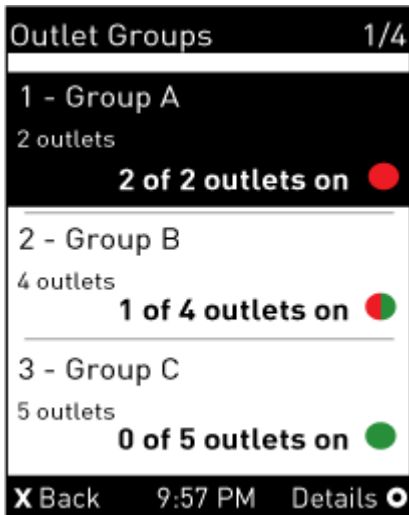 Outlet Groups 1/4
1 - Group A
2 outlets
2 of 2 outlets on
2 - Group B
4 outlets
1 of 4 outlets on
3 - Group C
5 outlets
0 of 5 outlets on
X Back 9:57 PM Details